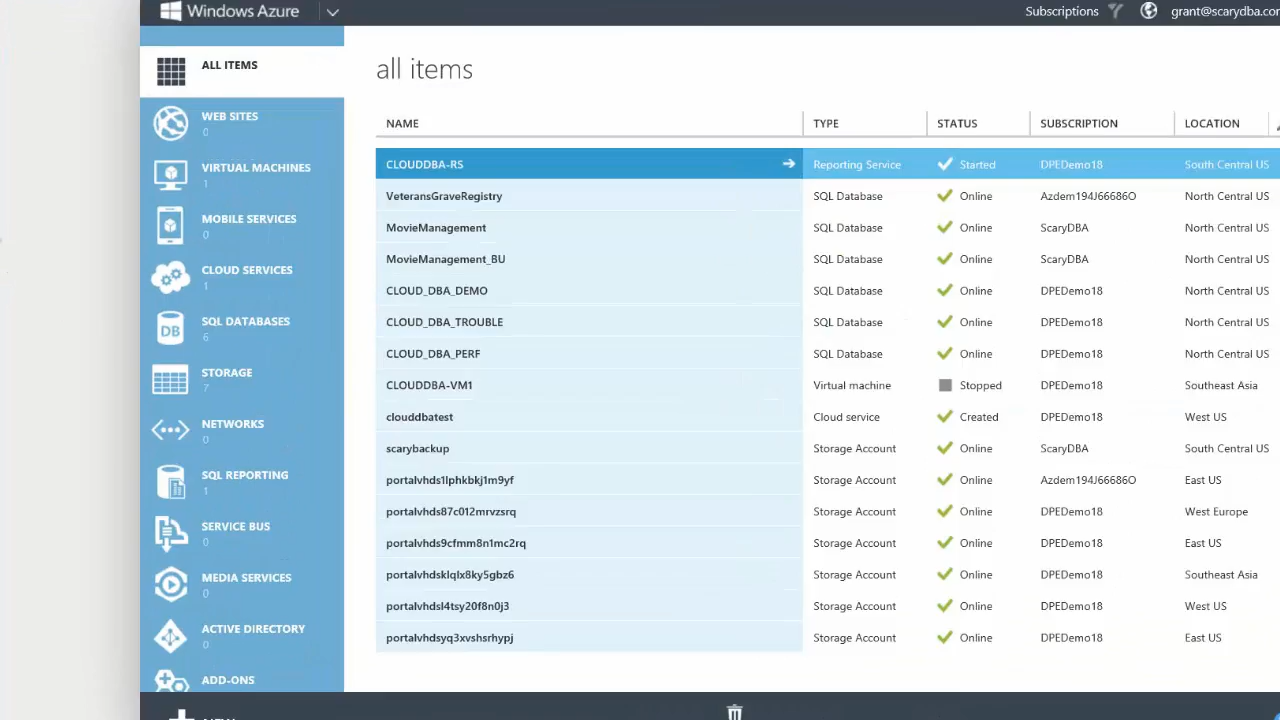 Windows Azure
Subscriptions
grant@scarydba.co
ALL ITEMS
WEB SITES
0
VIRTUAL MACHINES
1
MOBILE SERVICES
0
CLOUD SERVICES
1
SQL DATABASES
6
STORAGE
7
NETWORKS
0
SQL REPORTING
1
SERVICE BUS
0
MEDIA SERVICES
0
ACTIVE DIRECTORY
0
ADD-ONS
all items
NAME TYPE STATUS SUBSCRIPTION LOCATION
CLOUDDBA-RS Reporting Service Started DPEDemo18 South Central US
VeteransGraveRegistry SQL Database Online Azdem194J66686O North Central US
MovieManagement SQL Database Online ScaryDBA North Central US
MovieManagement_BU SQL Database Online ScaryDBA North Central US
CLOUD_DBA_DEMO SQL Database Online DPEDemo18 North Central US
CLOUD_DBA_TROUBLE SQL Database Online DPEDemo18 North Central US
CLOUD_DBA_PERF SQL Database Online DPEDemo18 North Central US
CLOUDDBA-VM1 Virtual machine Stopped DPEDemo18 Southeast Asia
clouddbatest Cloud service Created DPEDemo18 West US
scarybackup Storage Account Online ScaryDBA South Central US
portalvhds1lphkbkj1m9yf Storage Account Online Azdem194J66686O East US
portalvhds87c012mrvzsrq Storage Account Online DPEDemo18 West Europe
portalvhds9cfmm8n1mc2rq Storage Account Online DPEDemo18 East US
portalvhdsklqlx8ky5gbz6 Storage Account Online DPEDemo18 Southeast Asia
portalvhdsl4tsy20f8n0j3 Storage Account Online DPEDemo18 West US
portalvhdsyq3xvshsrhypj Storage Account Online DPEDemo18 East US